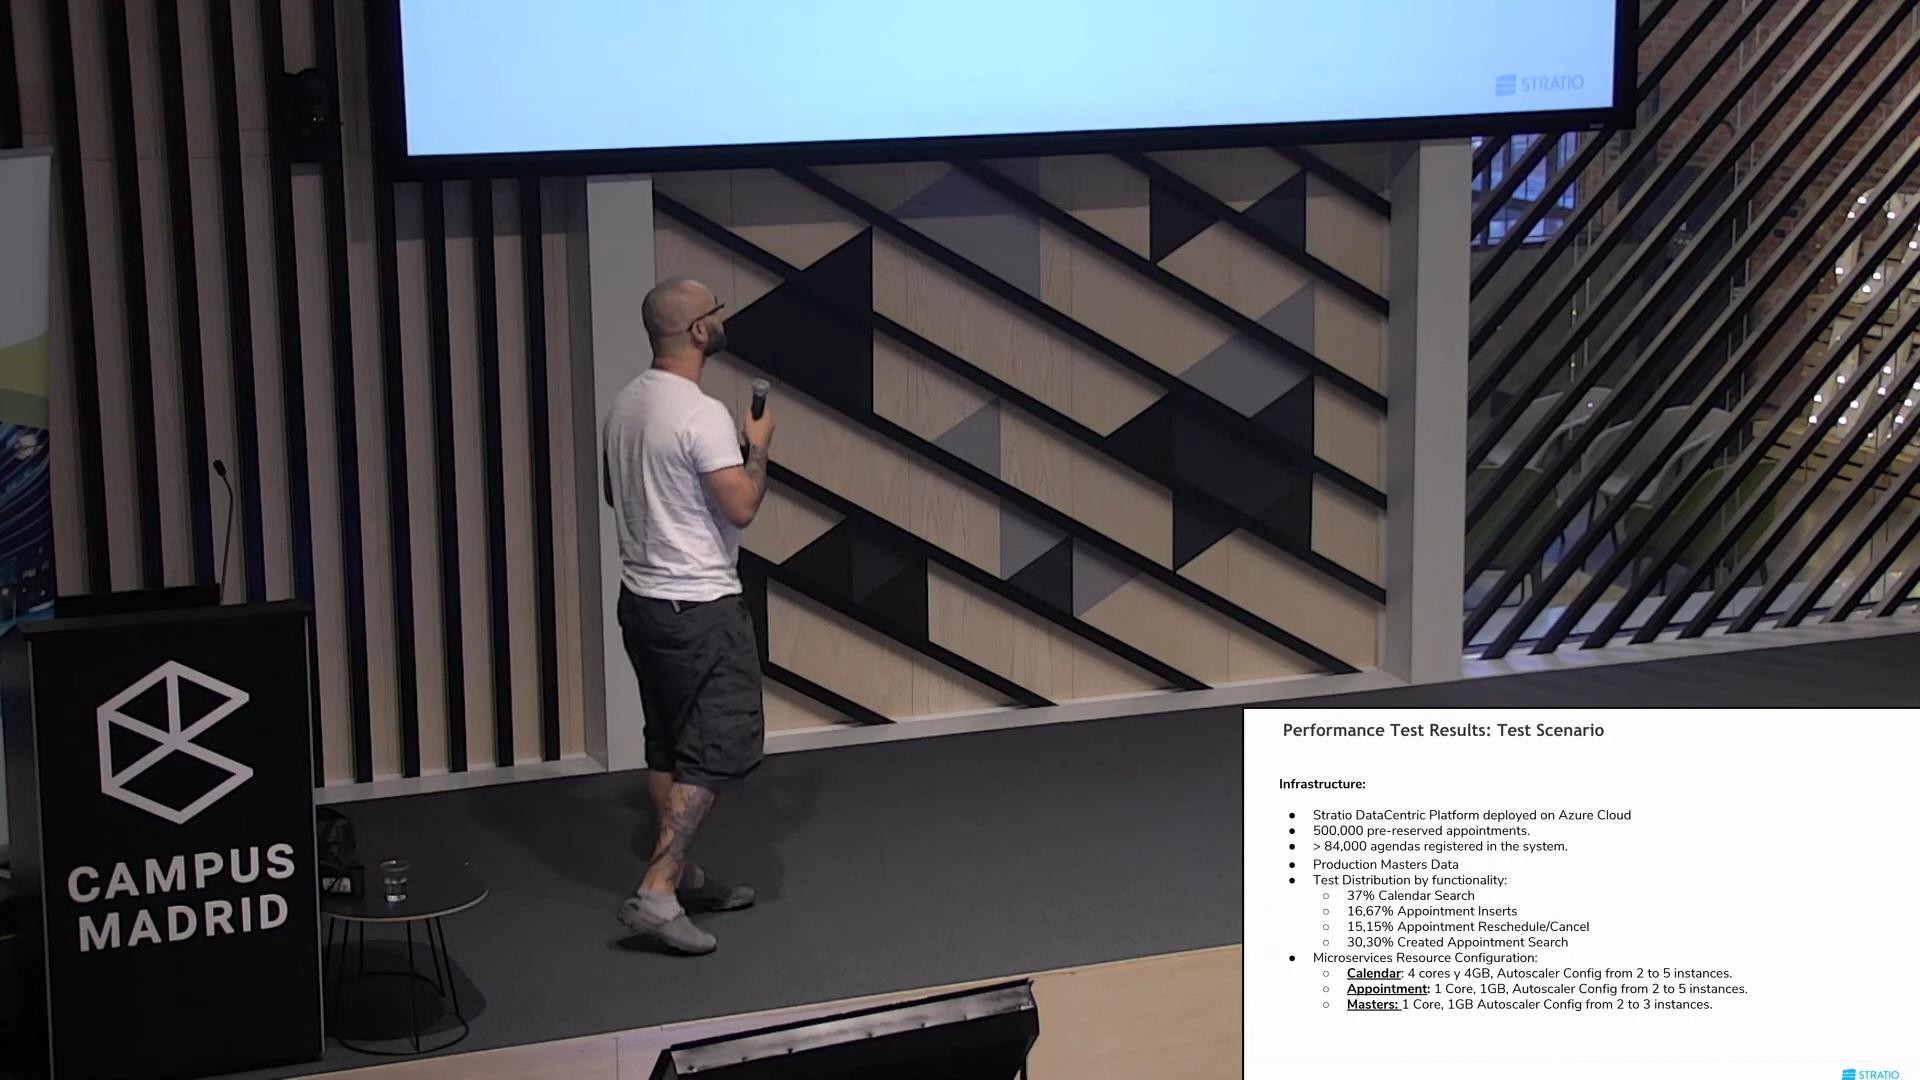 STRATIO
CAMPUS
MADRID
Performance Test Results: Test Scenario
Infrastructure:
● Stratio DataCentric Platform deployed on Azure Cloud
● 500,000 pre-reserved appointments.
● > 84,000 agendas registered in the system.
● Production Masters Data
● Test Distribution by functionality:
○ 37% Calendar Search
○ 16,67% Appointment Inserts
○ 15,15% Appointment Reschedule/Cancel
○ 30,30% Created Appointment Search
● Microservices Resource Configuration:
○ Calendar: 4 cores y 4GB, Autoscaler Config from 2 to 5 instances.
○ Appointment: 1 Core, 1GB, Autoscaler Config from 2 to 5 instances.
○ Masters: 1 Core, 1GB Autoscaler Config from 2 to 3 instances.
STRATIO